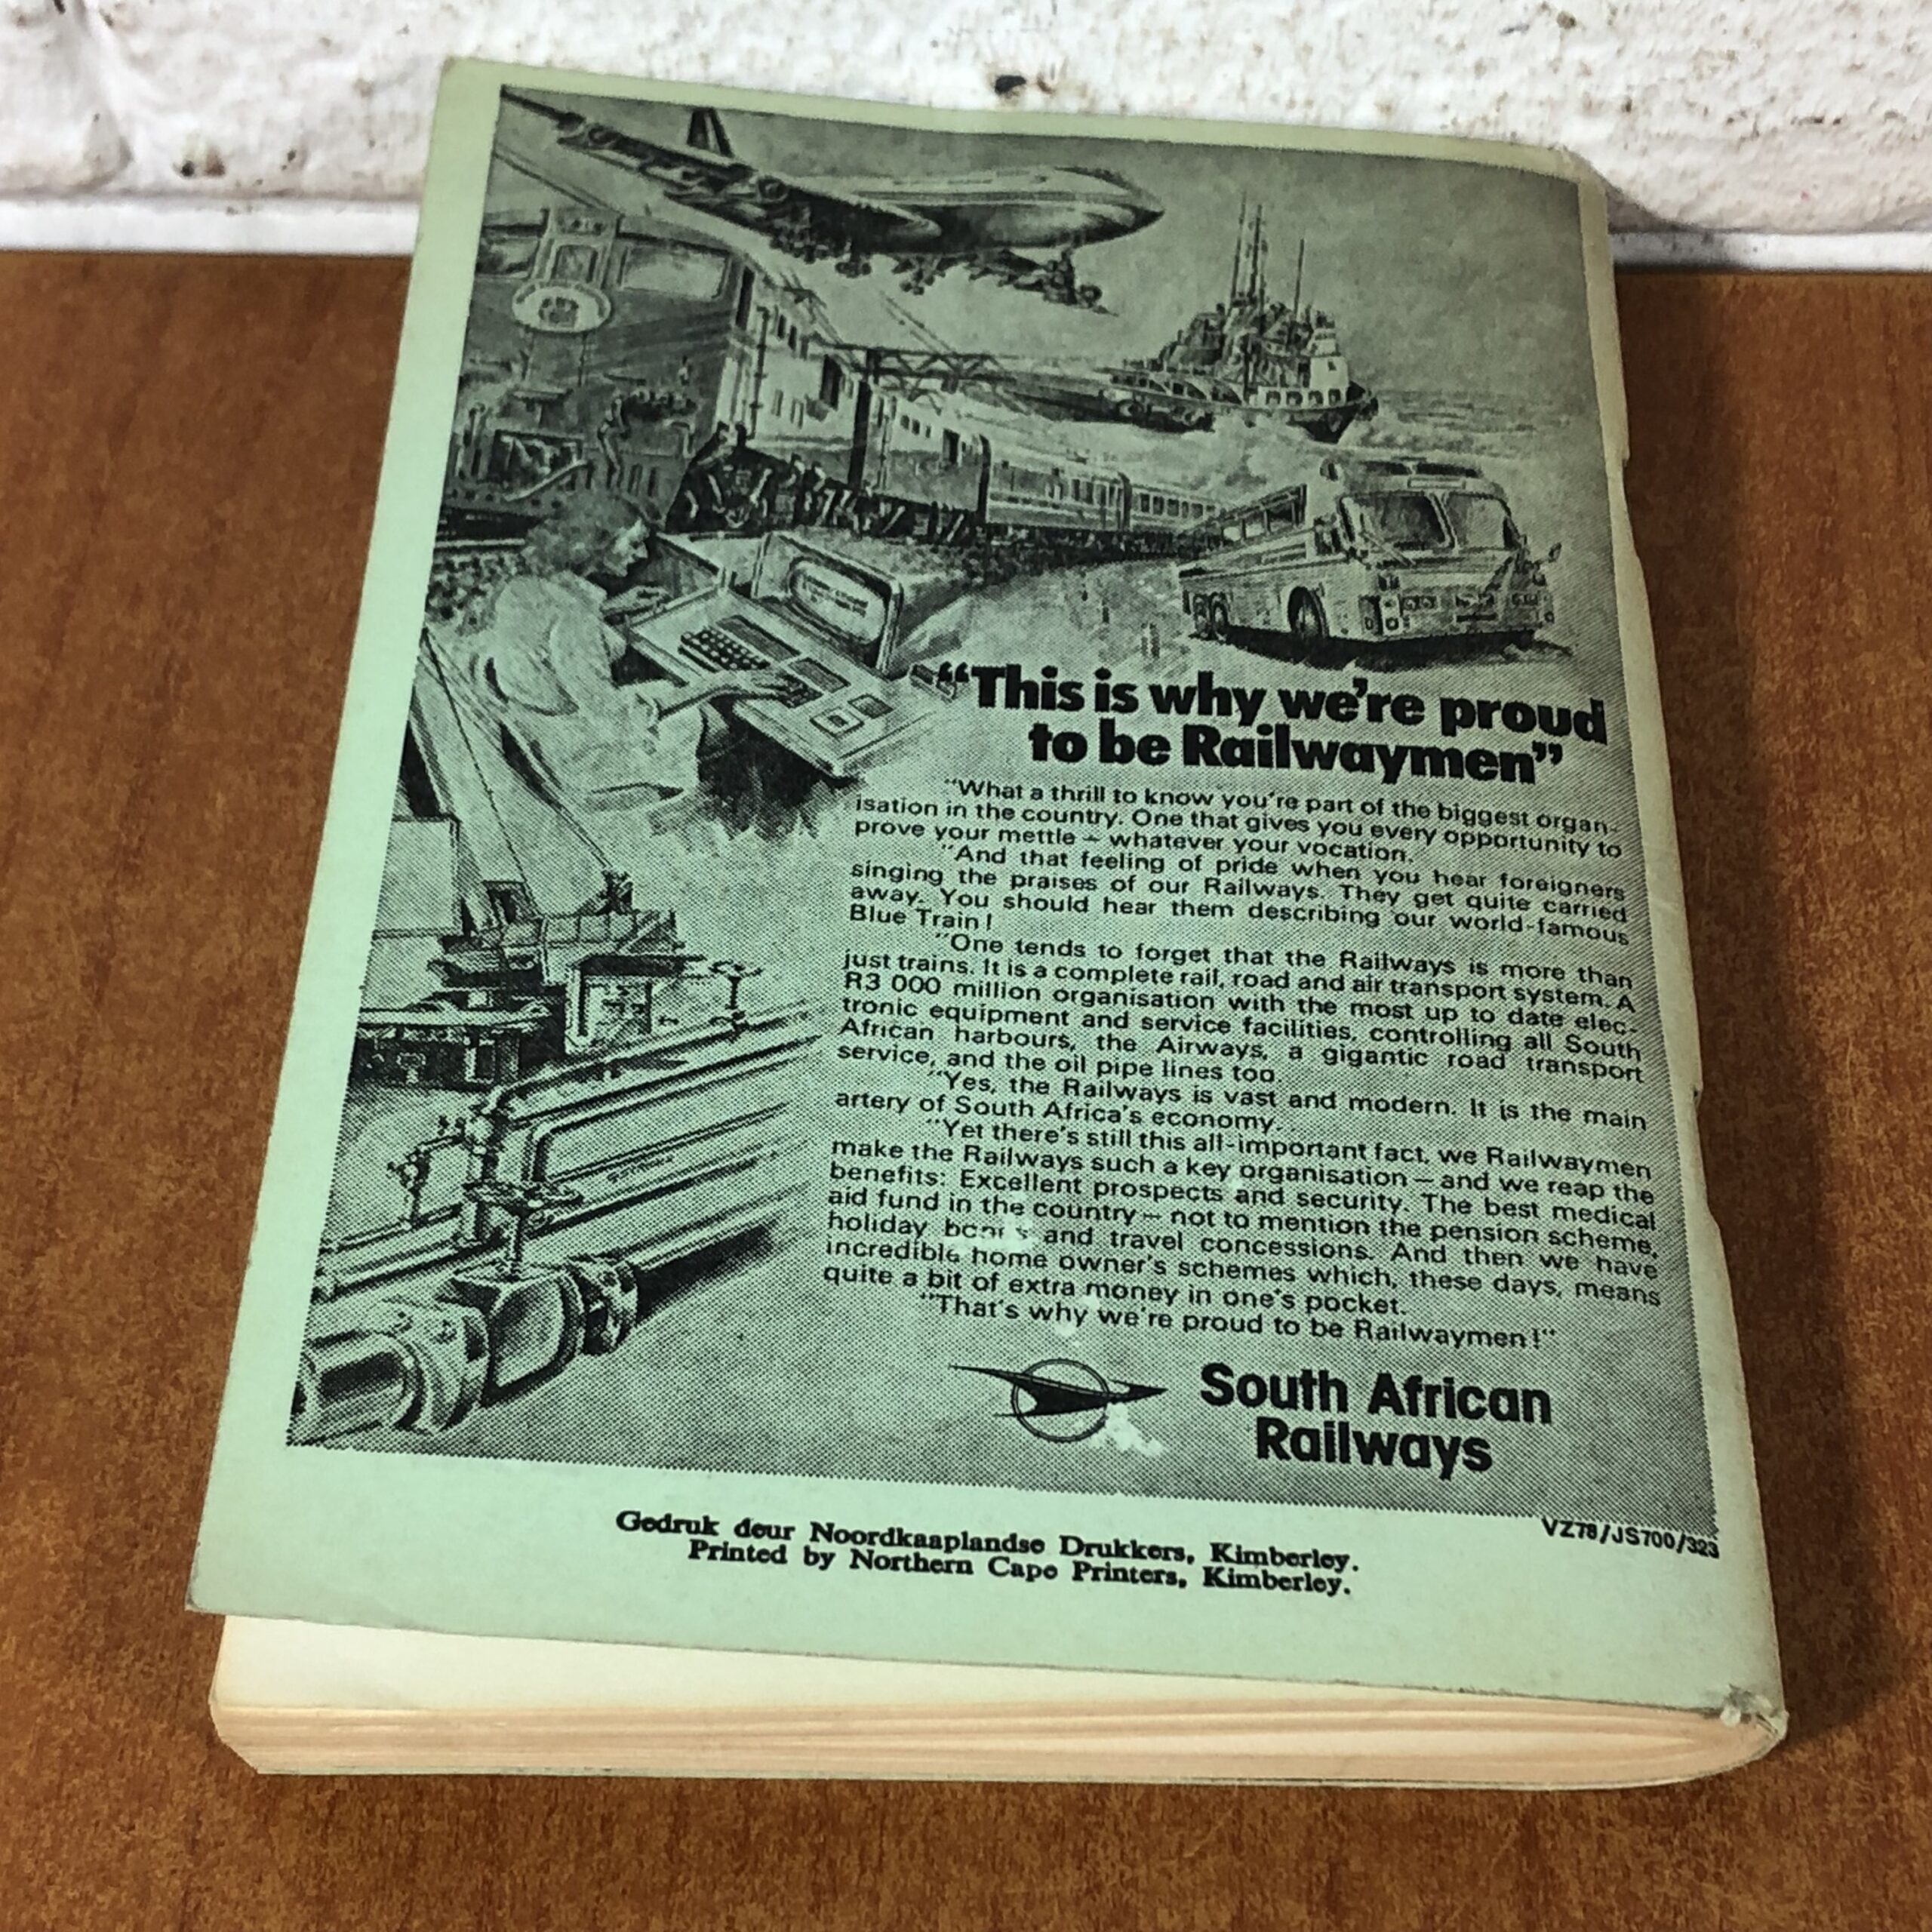 “This is why we're proud
to be Railwaymen”
“What a thrill to know you're part of the biggest organ-
isation in the country. One that gives you every opportunity to
prove your mettle – whatever your vocation.
“And that feeling of pride when you hear foreigners
singing the praises of our Railways. They get quite carried
away. You should hear them describing our world-famous
Blue Train!
“One tends to forget that the Railways is more than
just trains. It is a complete rail, road and air transport system. A
R3 000 million organisation with the most up to date elec-
tronic equipment and service facilities, controlling all South
African harbours, the Airways, a gigantic road transport
service, and the oil pipe lines too.
“Yes, the Railways is vast and modern. It is the main
artery of South Africa's economy.
“Yet there's still this all-important fact, we Railwaymen
make the Railways such a key organisation – and we reap the
benefits: Excellent prospects and security. The best medical
aid fund in the country – not to mention the pension scheme,
holiday and travel concessions. And then we have
incredible home owner's schemes which, these days, means
quite a bit of extra money in one's pocket.
“That's why we're proud to be Railwaymen!”
South African
Railways
VZ78/JS700/323
Gedruk deur Noordkaaplandse Drukkers, Kimberley.
Printed by Northern Cape Printers, Kimberley.